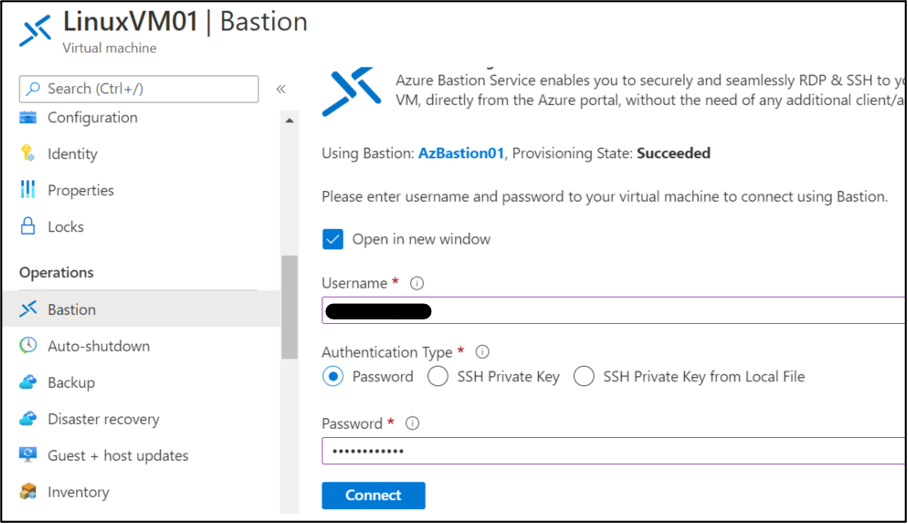 LinuxVM01 | Bastion
Virtual machine
Search (Ctrl+/)
«
Configuration
Identity
Properties
Locks
Operations
Bastion
Auto-shutdown
Backup
Disaster recovery
Guest + host updates
Inventory
Azure Bastion Service enables you to securely and seamlessly RDP & SSH to yo
VM, directly from the Azure portal, without the need of any additional client/a
Using Bastion: AzBastion01, Provisioning State: Succeeded
Please enter username and password to your virtual machine to connect using Bastion.
Open in new window
Username *
Authentication Type *
Password SSH Private Key SSH Private Key from Local File
Password *
••••••••••••
Connect